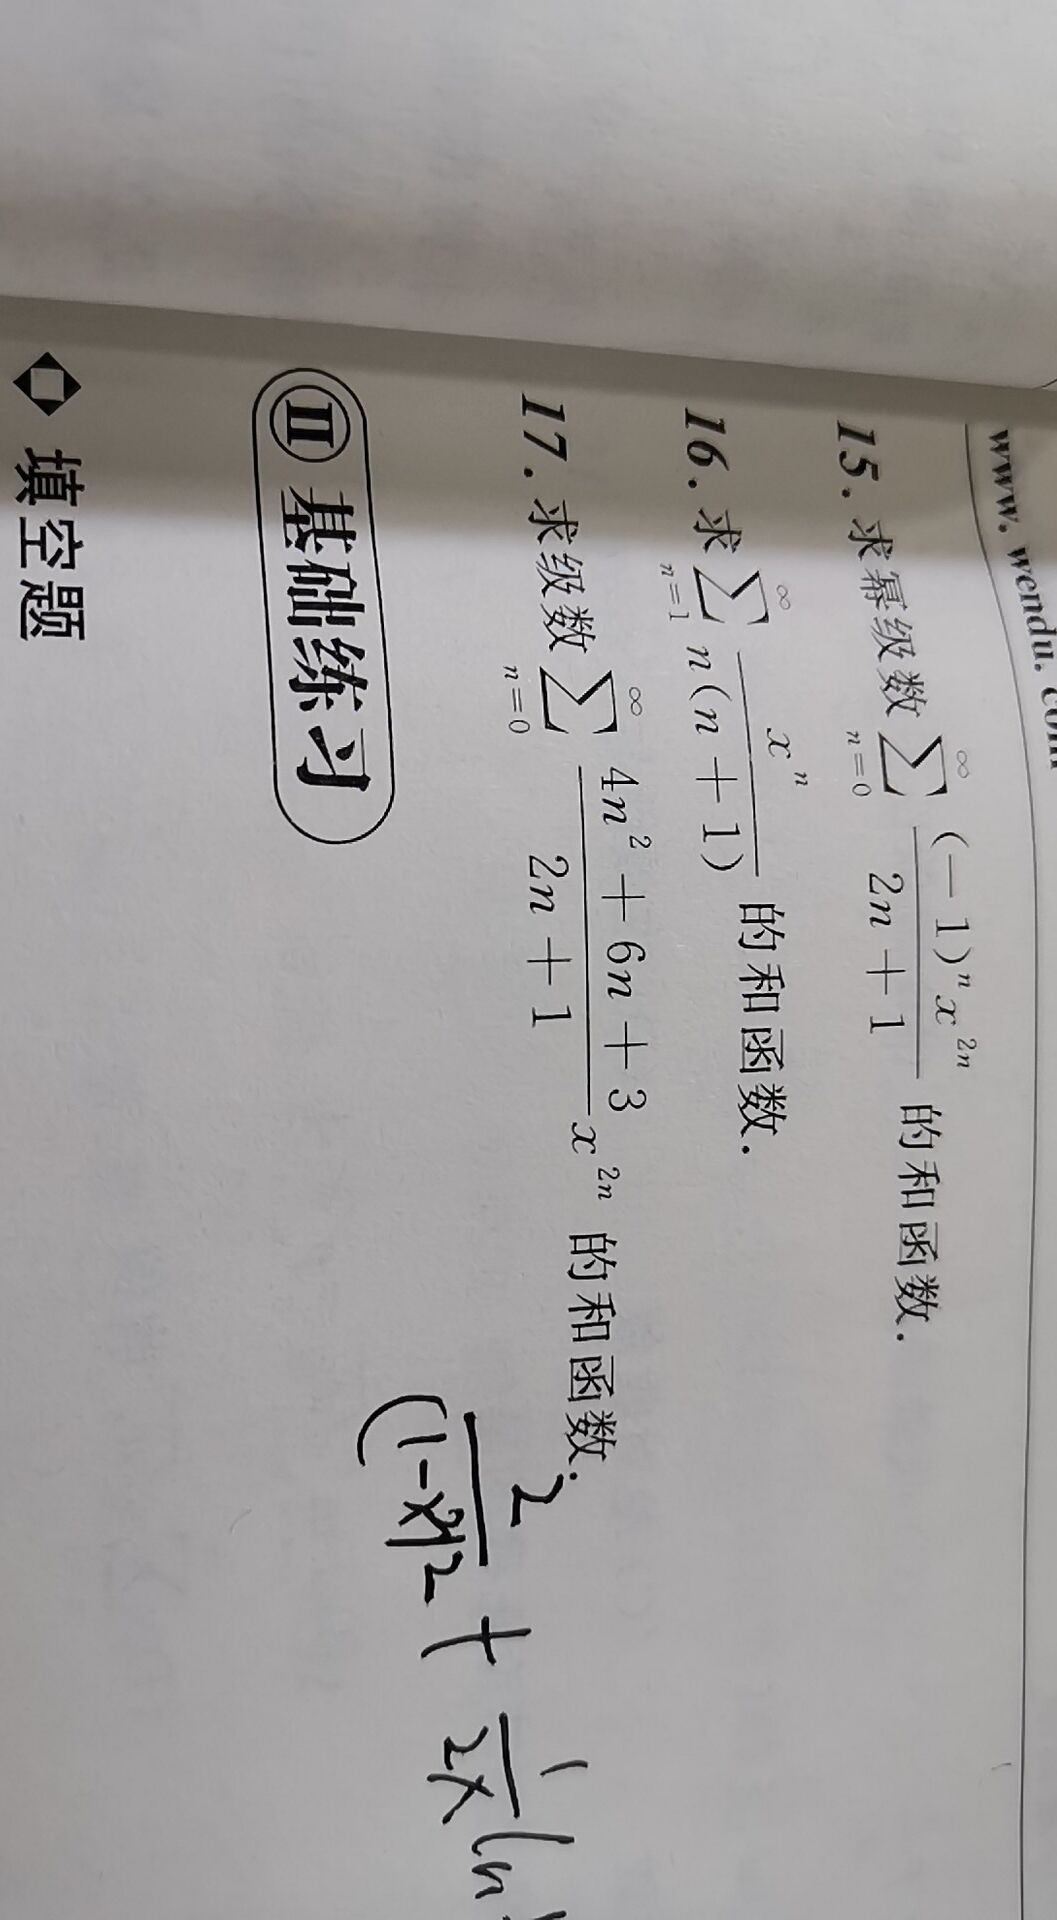 www.wendu.com
15. 求幂级数 $\sum_{n=0}^{\infty} \frac{(-1)^n x^{2n}}{2n+1}$ 的和函数.
16. 求 $\sum_{n=1}^{\infty} \frac{x^n}{n(n+1)}$ 的和函数.
17. 求级数 $\sum_{n=0}^{\infty} \frac{4n^2+6n+3}{2n+1} x^{2n}$ 的和函数.
$\frac{2}{(1-x^2)^2} + \frac{1}{2x} \ln$
Ⅱ 基础练习
填空题